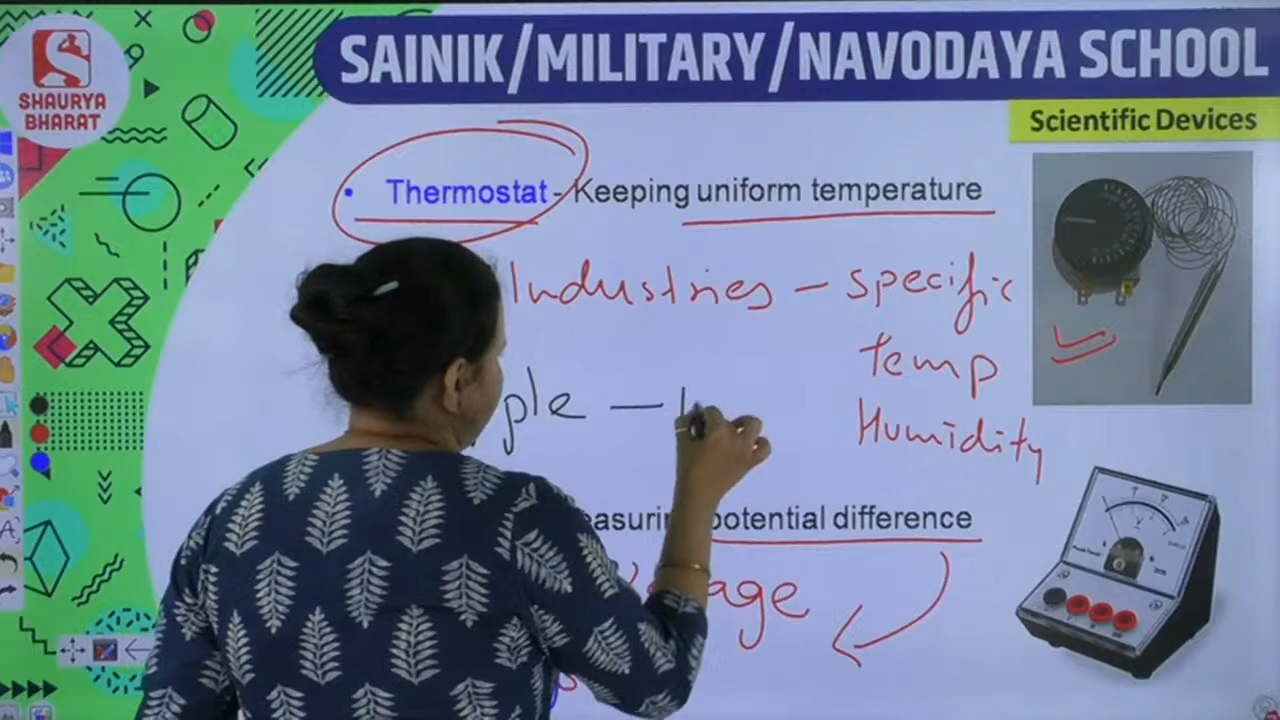 SHAURYA
BHARAT
SAINIK/MILITARY/NAVODAYA SCHOOL
Scientific Devices
• Thermostat - Keeping uniform temperature
Industries - specific
temp
Humidity
ple -
potential difference
age